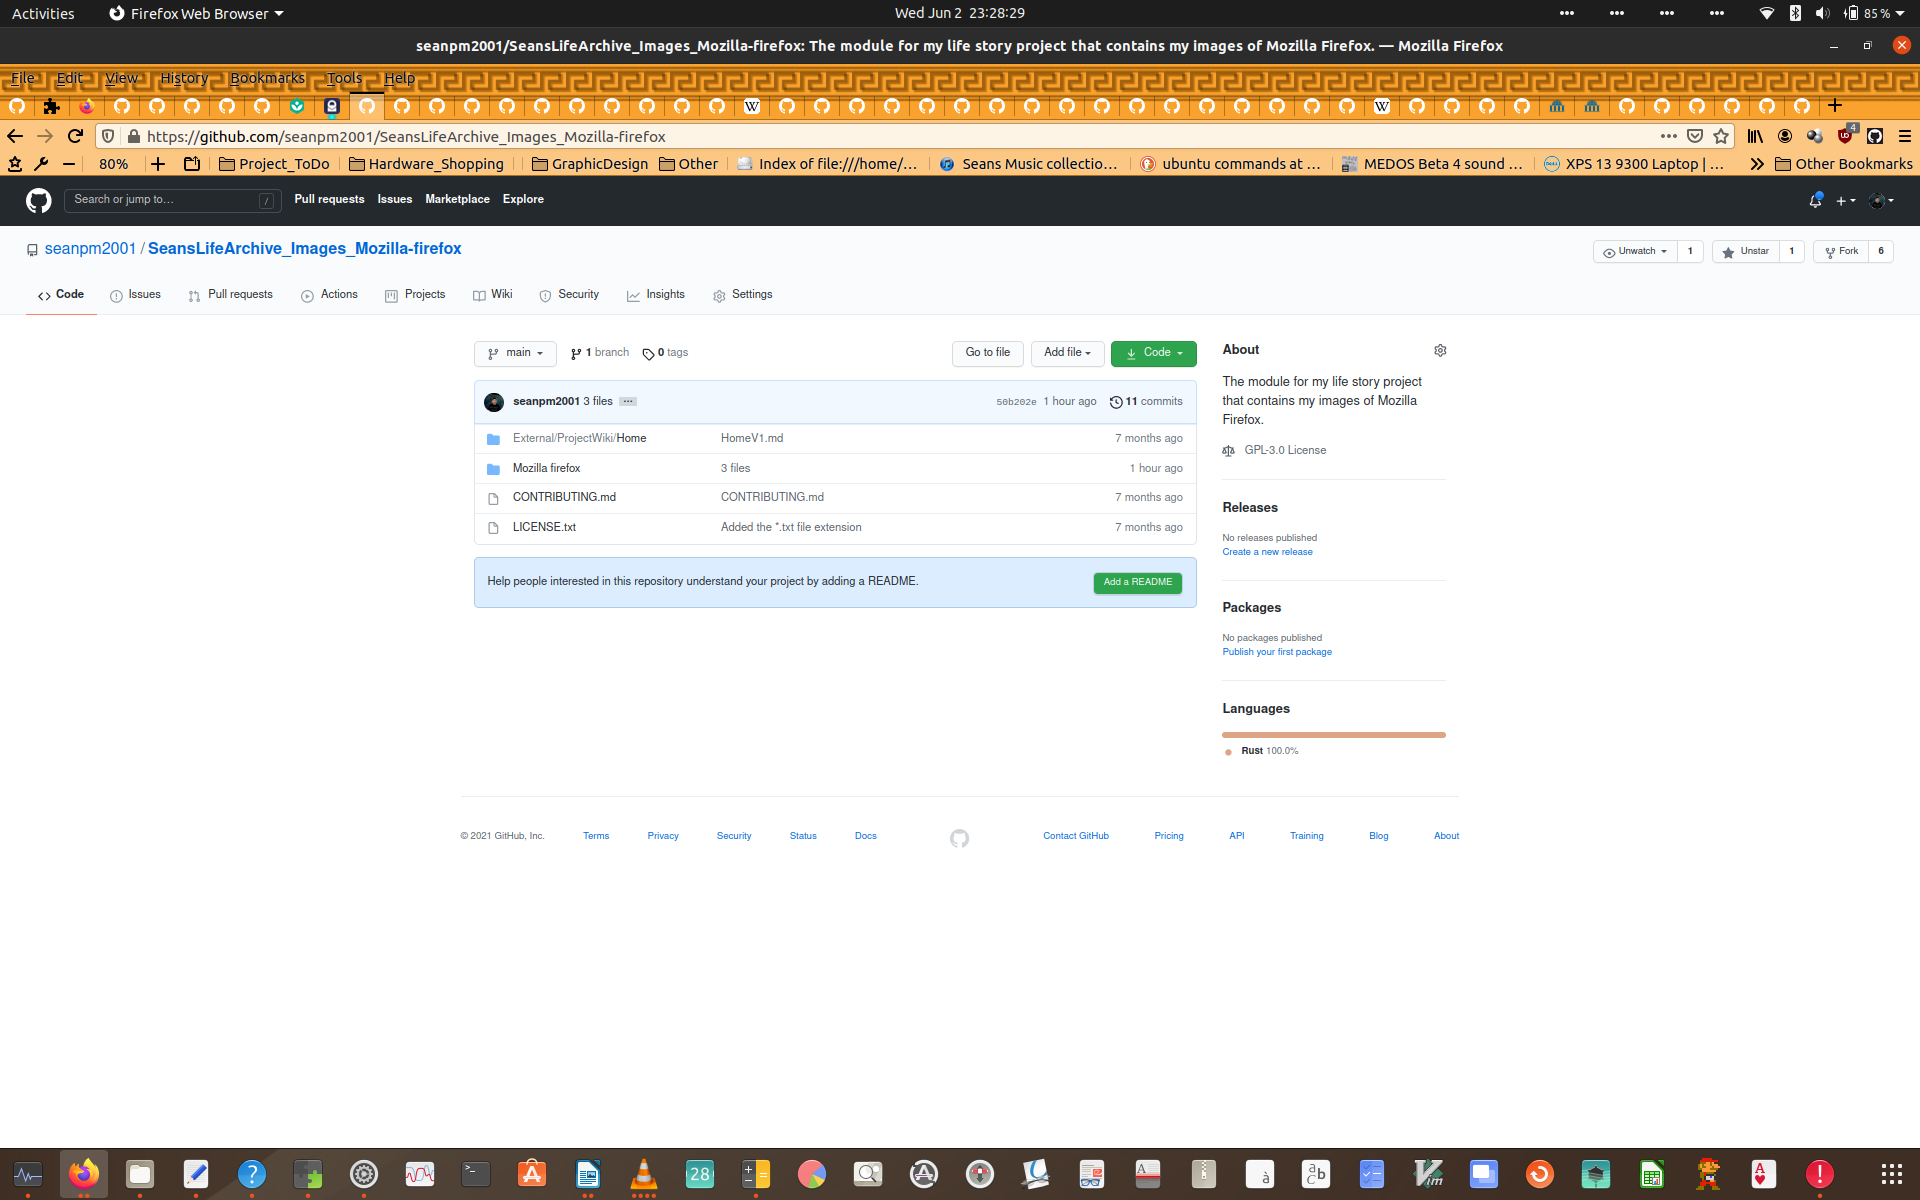 Activities Firefox Web Browser Wed Jun 2 23:28:29 85 %
seanpm2001/SeansLifeArchive_Images_Mozilla-firefox: The module for my life story project that contains my images of Mozilla Firefox. — Mozilla Firefox
File Edit View History Bookmarks Tools Help
https://github.com/seanpm2001/SeansLifeArchive_Images_Mozilla-firefox 4
80% Project_ToDo Hardware_Shopping GraphicDesign Other Index of file:///home/… Seans Music collectio… ubuntu commands at … MEDOS Beta 4 sound … XPS 13 9300 Laptop | … Other Bookmarks
Search or jump to… / Pull requests Issues Marketplace Explore
seanpm2001 / SeansLifeArchive_Images_Mozilla-firefox Unwatch 1 Unstar 1 Fork 6
Code Issues Pull requests Actions Projects Wiki Security Insights Settings
main 1 branch 0 tags Go to file Add file Code
seanpm2001 3 files 50b202e 1 hour ago 11 commits
External/ProjectWiki/Home HomeV1.md 7 months ago
Mozilla firefox 3 files 1 hour ago
CONTRIBUTING.md CONTRIBUTING.md 7 months ago
LICENSE.txt Added the *.txt file extension 7 months ago
Help people interested in this repository understand your project by adding a README. Add a README
About
The module for my life story project
that contains my images of Mozilla
Firefox.
GPL-3.0 License
Releases
No releases published
Create a new release
Packages
No packages published
Publish your first package
Languages
Rust 100.0%
© 2021 GitHub, Inc. Terms Privacy Security Status Docs Contact GitHub Pricing API Training Blog About
28